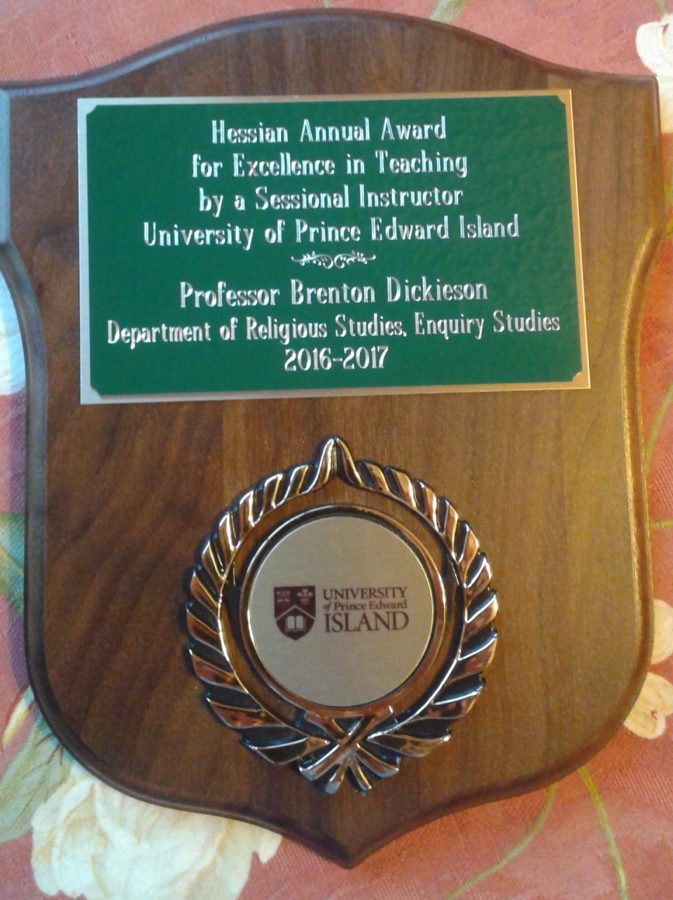 Hessian Annual Award
for Excellence in Teaching
by a Sessional Instructor
University of Prince Edward Island
Professor Brenton Dickieson
Department of Religious Studies, Enquiry Studies
2016-2017
UNIVERSITY
of Prince Edward
ISLAND